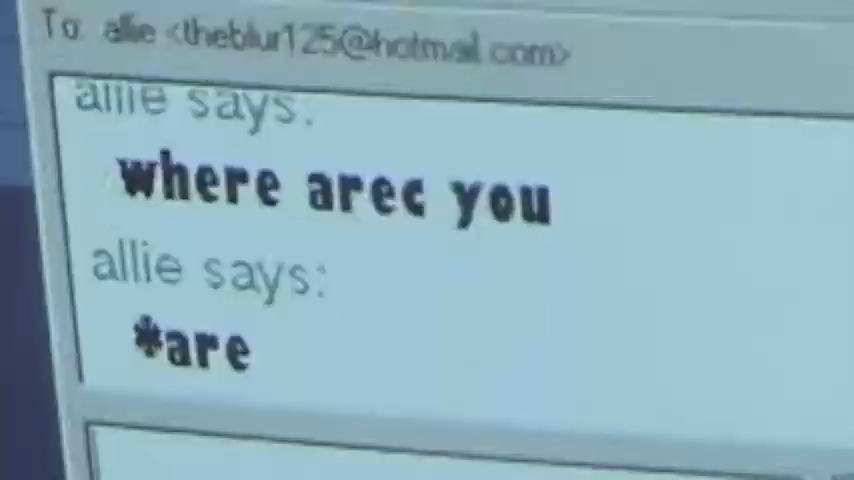 To: allie <theblur125@hotmail.com>
allie says:
where arec you
allie says:
*are